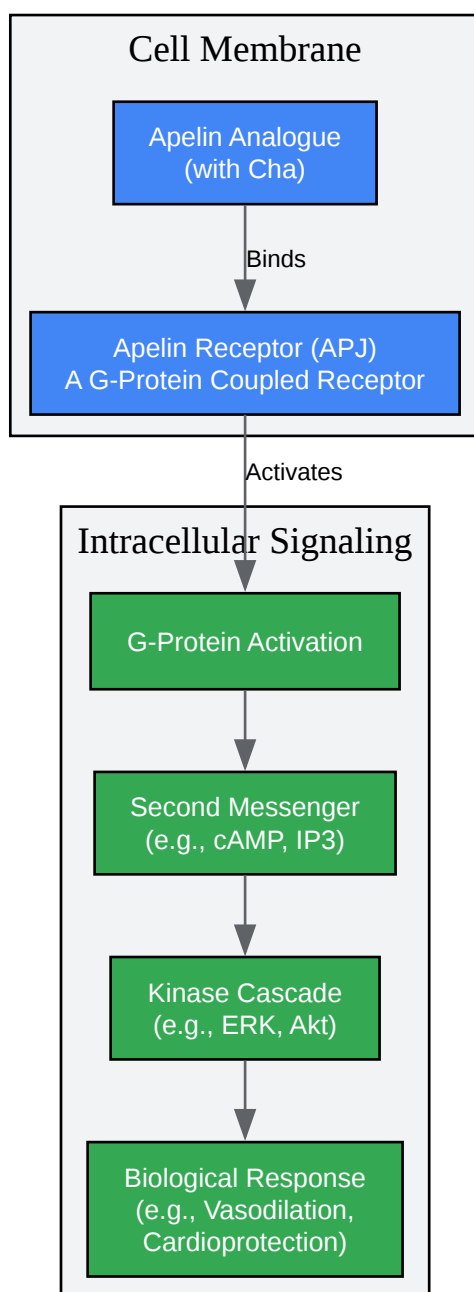 Cell Membrane
Apelin Analogue
(with Cha)
Binds
Apelin Receptor (APJ)
A G-Protein Coupled Receptor
Activates
Intracellular Signaling
G-Protein Activation
Second Messenger
(e.g., cAMP, IP3)
Kinase Cascade
(e.g., ERK, Akt)
Biological Response
(e.g., Vasodilation,
Cardioprotection)